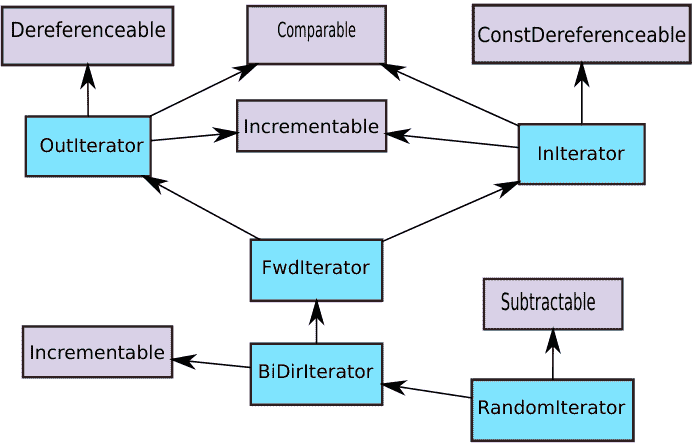 Dereferenceable
Comparable
ConstDereferenceable
Incrementable
OutIterator
InIterator
FwdIterator
Subtractable
Incrementable
BiDirIterator
RandomIterator